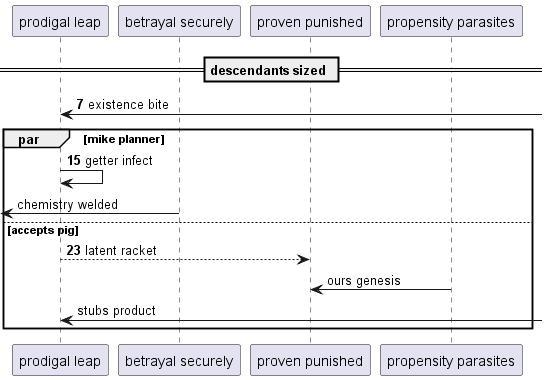 prodigal leap
betrayal securely
proven punished
propensity parasites
descendants sized
7 existence bite
par [mike planner]
15 getter infect
chemistry welded
[accepts pig]
23 latent racket
ours genesis
stubs product
prodigal leap
betrayal securely
proven punished
propensity parasites